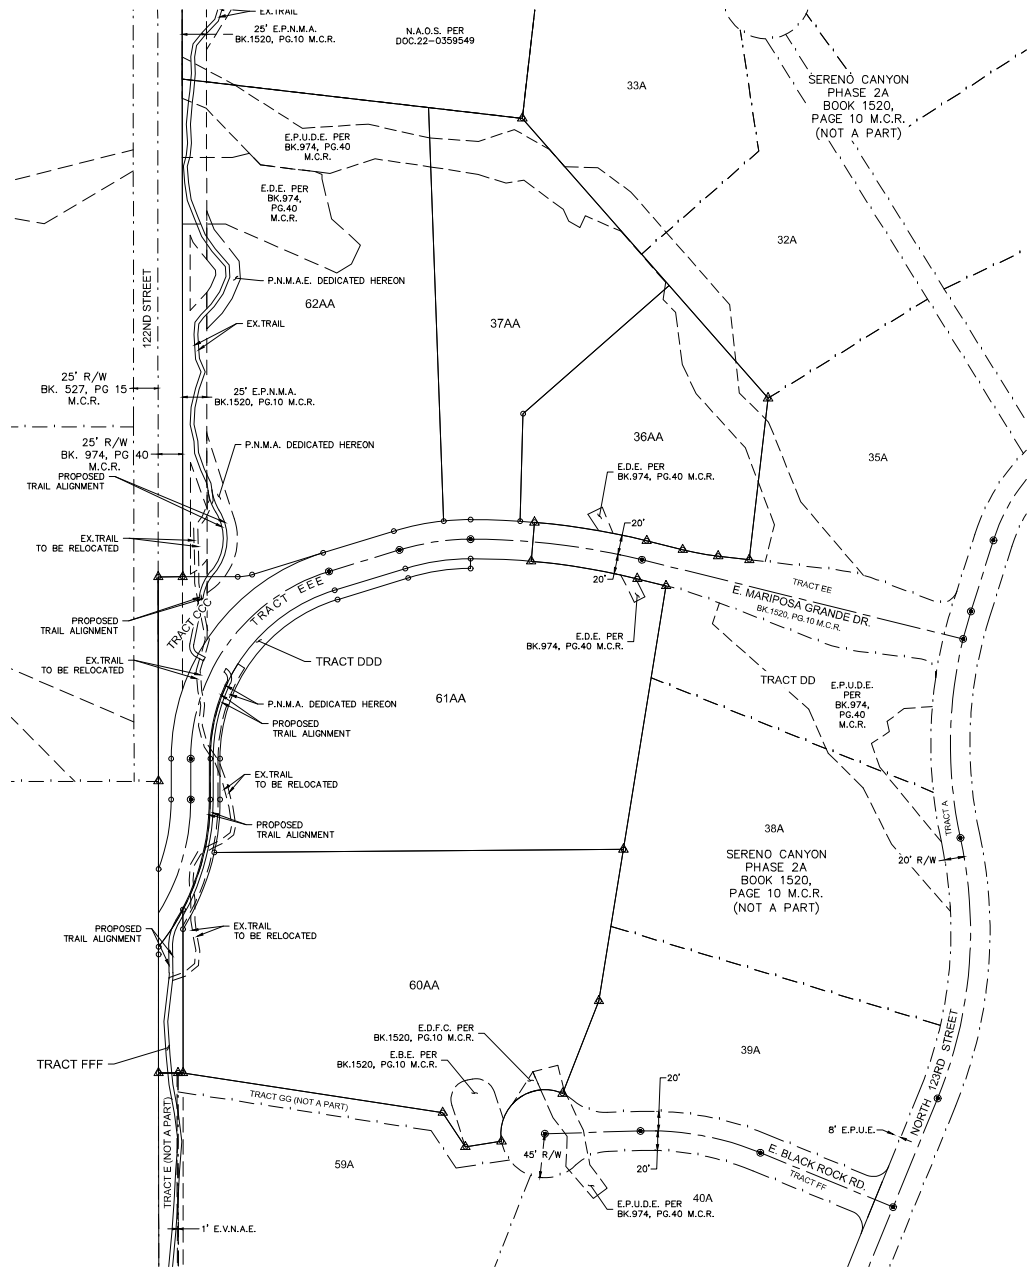 EX.TRAIL
25' E.P.N.M.A.
BK.1520, PG.10 M.C.R.
N.A.O.S. PER
DOC.22-0359549
33A
SERENO CANYON
PHASE 2A
BOOK 1520,
PAGE 10 M.C.R.
(NOT A PART)
E.P.U.D.E. PER
BK.974, PG.40
M.C.R.
E.D.E. PER
BK.974,
PG.40
M.C.R.
32A
P.N.M.A.E. DEDICATED HEREON
62AA
122ND STREET
EX.TRAIL
37AA
25' R/W
BK. 527, PG 15
M.C.R.
25' E.P.N.M.A.
BK.1520, PG.10 M.C.R.
25' R/W
BK. 974, PG 40
M.C.R.
P.N.M.A. DEDICATED HEREON
36AA
35A
PROPOSED
TRAIL ALIGNMENT
E.D.E. PER
BK.974, PG.40 M.C.R.
20'
EX.TRAIL
TO BE RELOCATED
20'
TRACT EEE
TRACT EE
E. MARIPOSA GRANDE DR.
BK.1520, PG.10 M.C.R.
PROPOSED
TRAIL ALIGNMENT
TRACT CCC
E.D.E. PER
BK.974, PG.40 M.C.R.
EX.TRAIL
TO BE RELOCATED
TRACT DDD
TRACT DD
E.P.U.D.E.
PER
BK.974,
PG.40
M.C.R.
61AA
P.N.M.A. DEDICATED HEREON
PROPOSED
TRAIL ALIGNMENT
EX.TRAIL
TO BE RELOCATED
PROPOSED
TRAIL ALIGNMENT
38A
TRACT A
SERENO CANYON
PHASE 2A
BOOK 1520,
PAGE 10 M.C.R.
(NOT A PART)
20' R/W
PROPOSED
TRAIL ALIGNMENT
EX.TRAIL
TO BE RELOCATED
60AA
E.D.F.C. PER
BK.1520, PG.10 M.C.R.
E.B.E. PER
BK.1520, PG.10 M.C.R.
39A
NORTH 123RD STREET
TRACT FFF
TRACT GG (NOT A PART)
20'
8' E.P.U.E.
TRACT E (NOT A PART)
59A
45' R/W
20'
E. BLACK ROCK RD.
TRACT FF
40A
E.P.U.D.E. PER
BK.974, PG.40 M.C.R.
1' E.V.N.A.E.